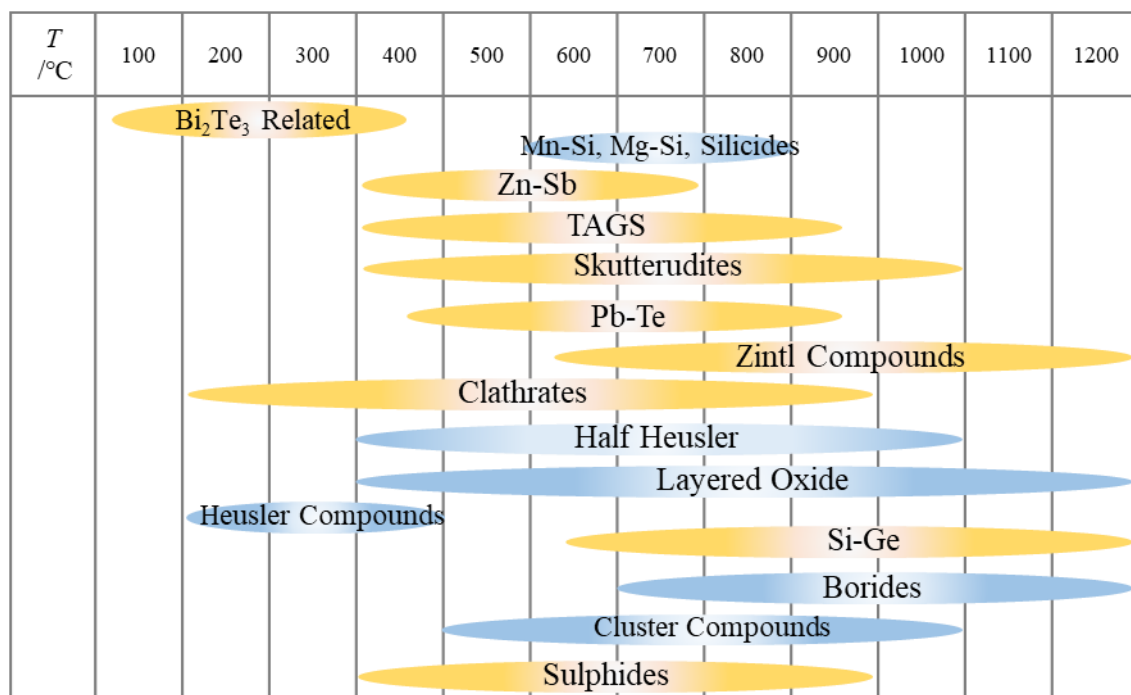 T 100 200 300 400 500 600 700 800 900 1000 1100 1200
/°C
Bi₂Te₃ Related
Mn-Si, Mg-Si, Silicides
Zn-Sb
TAGS
Skutterudites
Pb-Te
Zintl Compounds
Clathrates
Half Heusler
Layered Oxide
Heusler Compounds
Si-Ge
Borides
Cluster Compounds
Sulphides